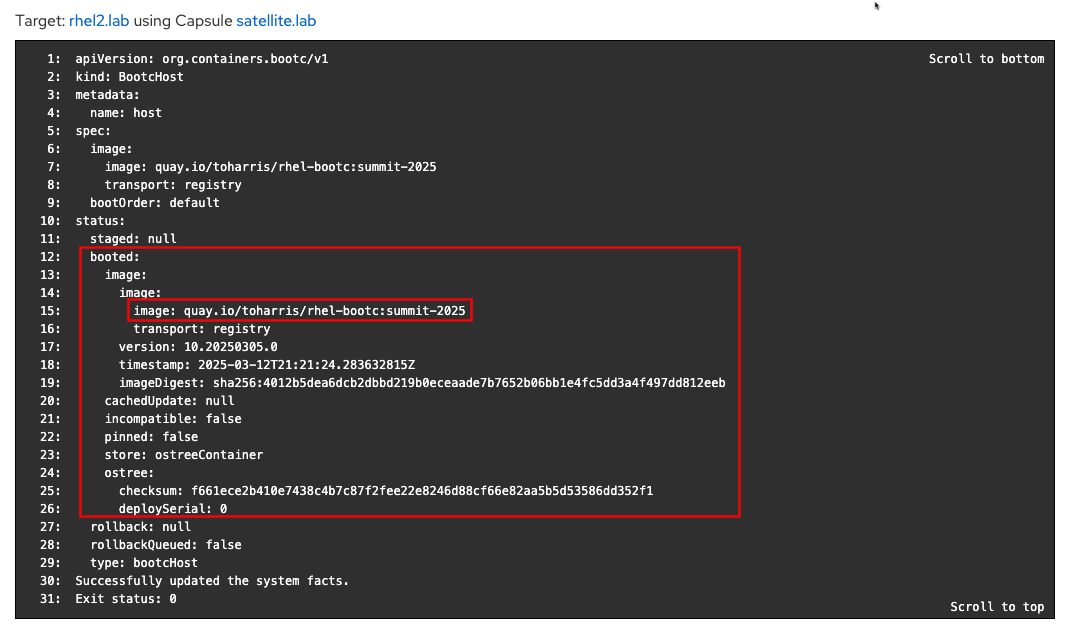 Target: rhel2.lab using Capsule satellite.lab
1: apiVersion: org.containers.bootc/v1
Scroll to bottom
2: kind: BootcHost
3: metadata:
4:   name: host
5: spec:
6:   image:
7:     image: quay.io/toharris/rhel-bootc:summit-2025
8:     transport: registry
9:   bootOrder: default
10: status:
11:   staged: null
12:   booted:
13:     image:
14:       image:
15:         image: quay.io/toharris/rhel-bootc:summit-2025
16:         transport: registry
17:       version: 10.20250305.0
18:       timestamp: 2025-03-12T21:21:24.283632815Z
19:       imageDigest: sha256:4012b5dea6dcb2dbbd219b0eceaade7b7652b06bb1e4fc5dd3a4f497dd812eeb
20:     cachedUpdate: null
21:     incompatible: false
22:     pinned: false
23:     store: ostreeContainer
24:     ostree:
25:       checksum: f661ece2b410e7438c4b7c87f2fee22e8246d88cf66e82aa5b5d53586dd352f1
26:       deploySerial: 0
27:   rollback: null
28:   rollbackQueued: false
29:   type: bootcHost
30: Successfully updated the system facts.
31: Exit status: 0
Scroll to top